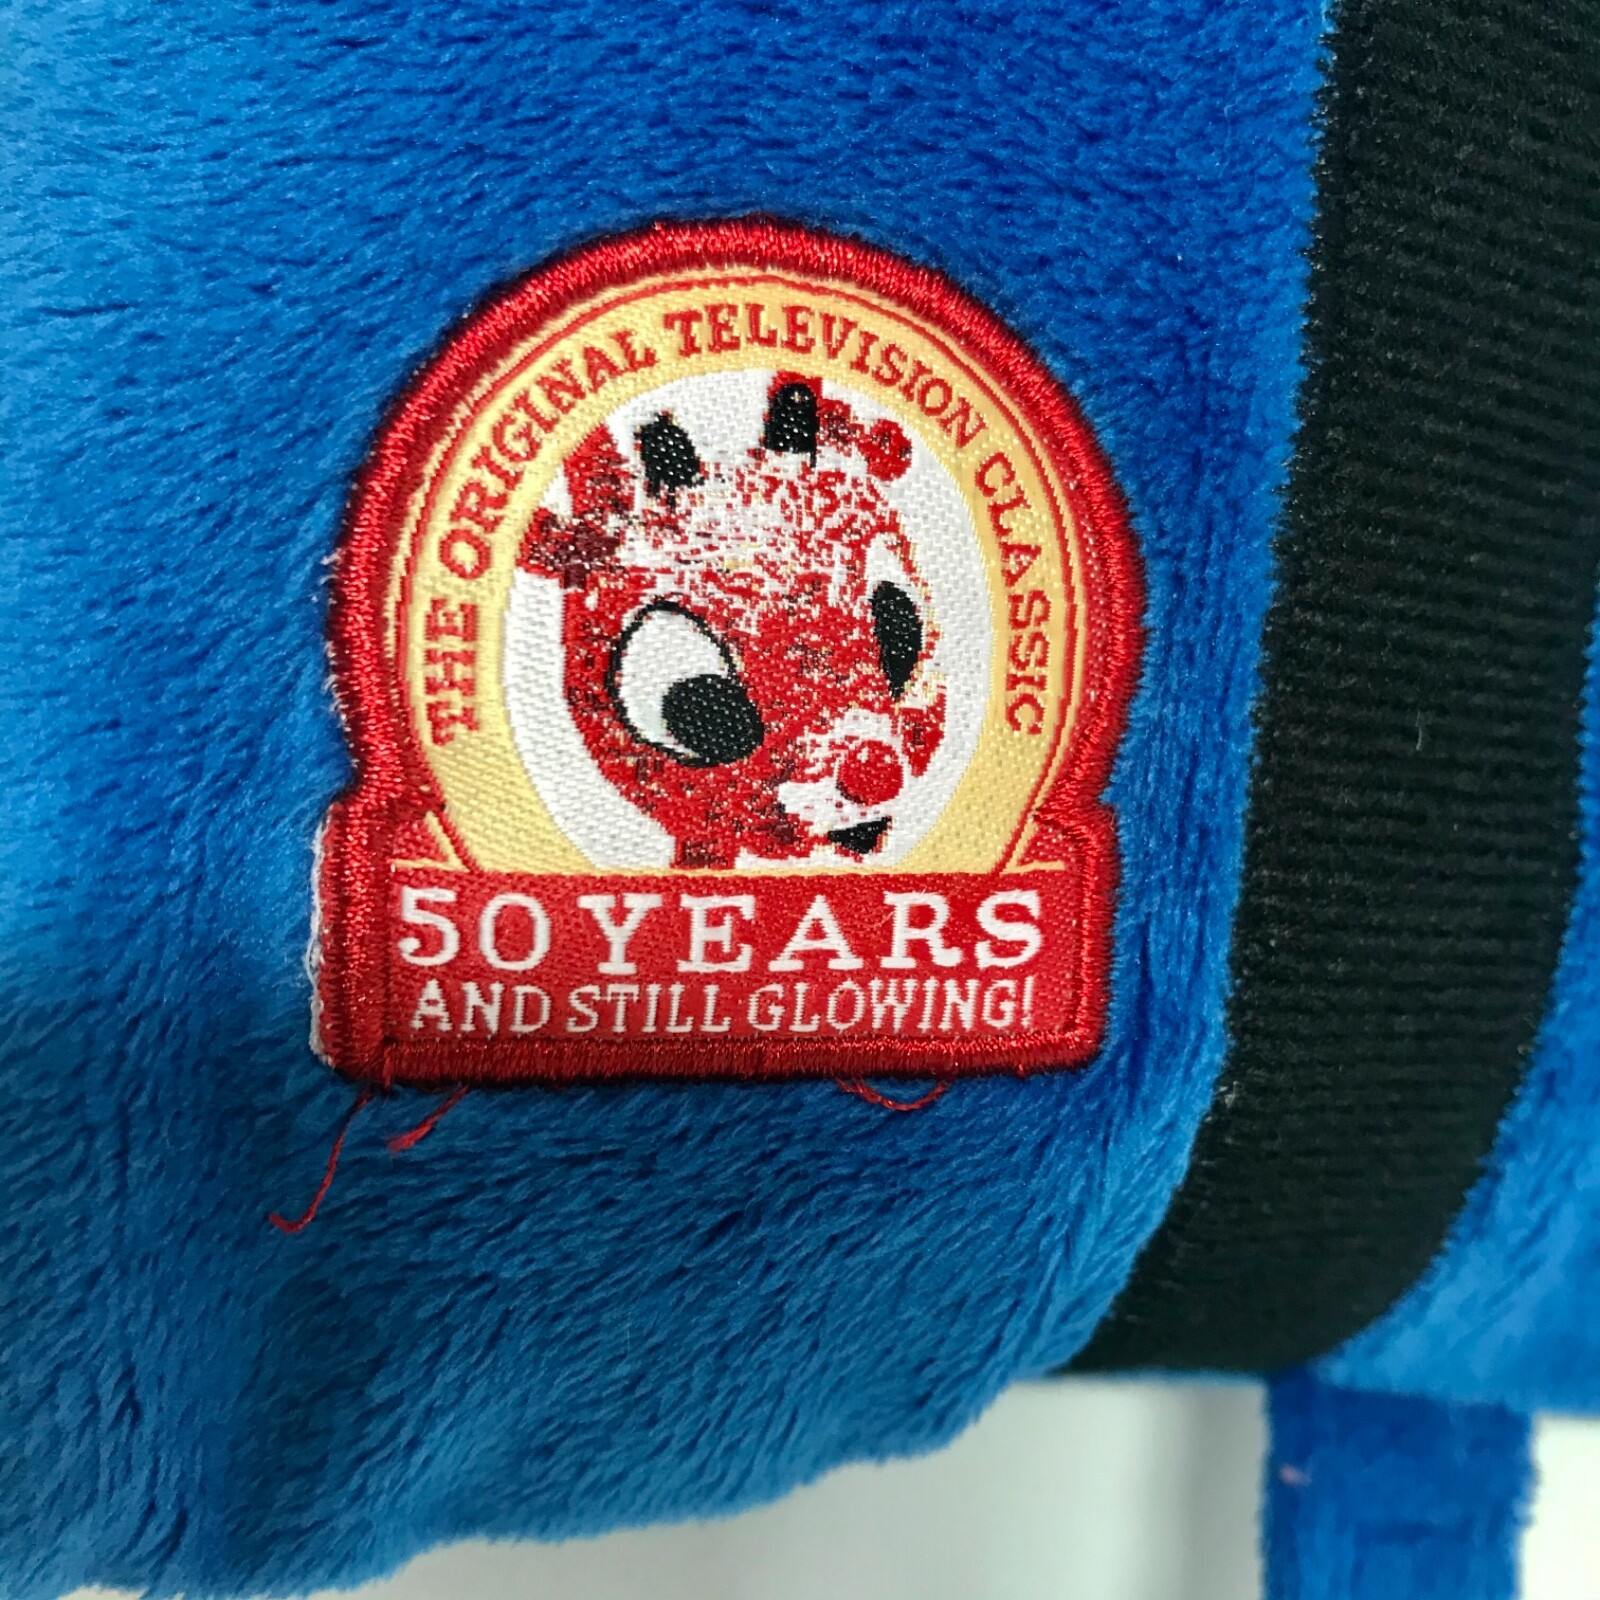 THE ORIGINAL TELEVISION CLASSIC
50 YEARS
AND STILL GLOWING!